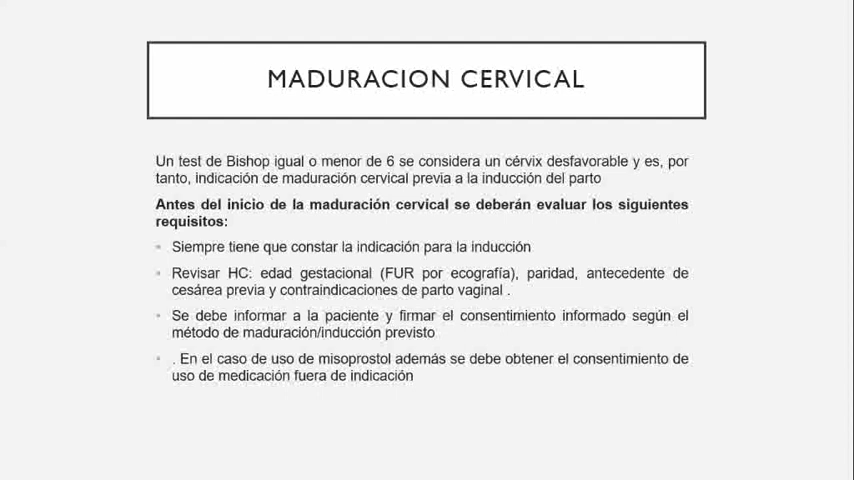 MADURACION CERVICAL
Un test de Bishop igual o menor de 6 se considera un cérvix desfavorable y es, por
tanto, indicación de maduración cervical previa a la inducción del parto
Antes del inicio de la maduración cervical se deberán evaluar los siguientes
requisitos:
Siempre tiene que constar la indicación para la inducción
Revisar HC: edad gestacional (FUR por ecografía), paridad, antecedente de
cesárea previa y contraindicaciones de parto vaginal .
Se debe informar a la paciente y firmar el consentimiento informado según el
método de maduración/inducción previsto
. En el caso de uso de misoprostol además se debe obtener el consentimiento de
uso de medicación fuera de indicación